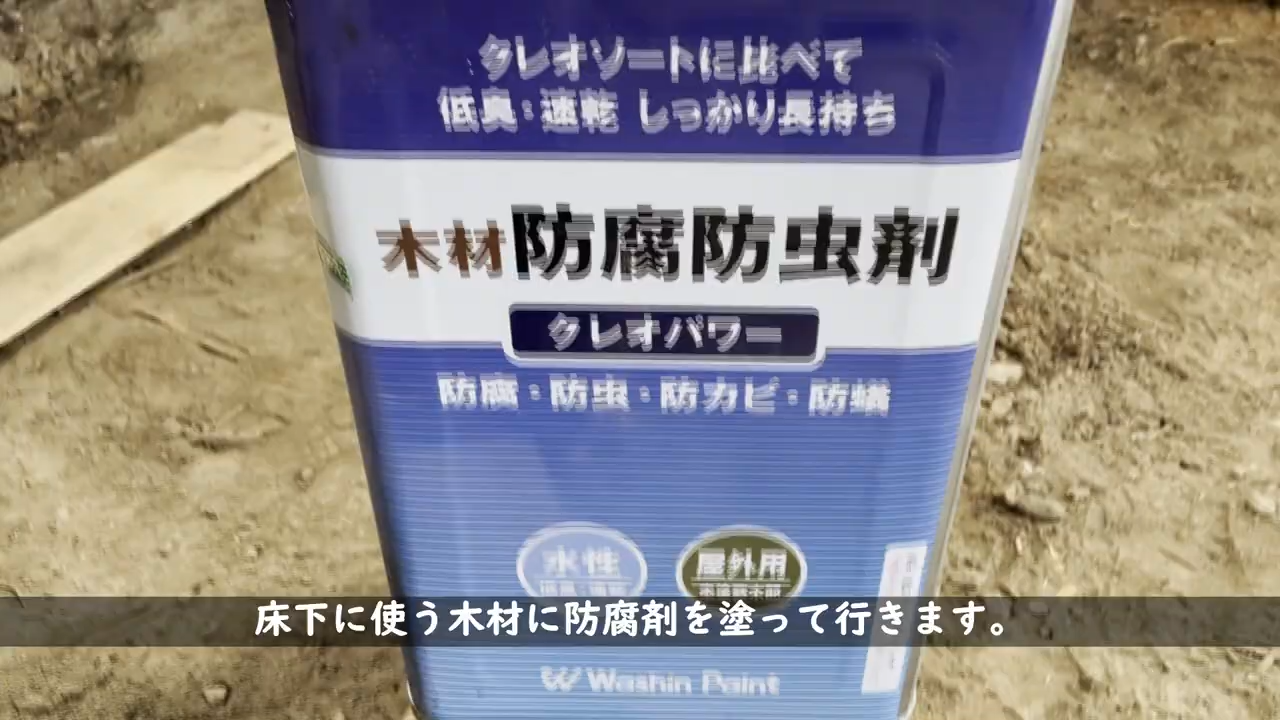 クレオソートに比べて
低臭・速乾 しっかり長持ち
木材防腐防虫剤
クレオパワー
防腐・防虫・防カビ・防蟻
水性
屋外用
床下に使う木材に防腐剤を塗って行きます。
Washin Paint